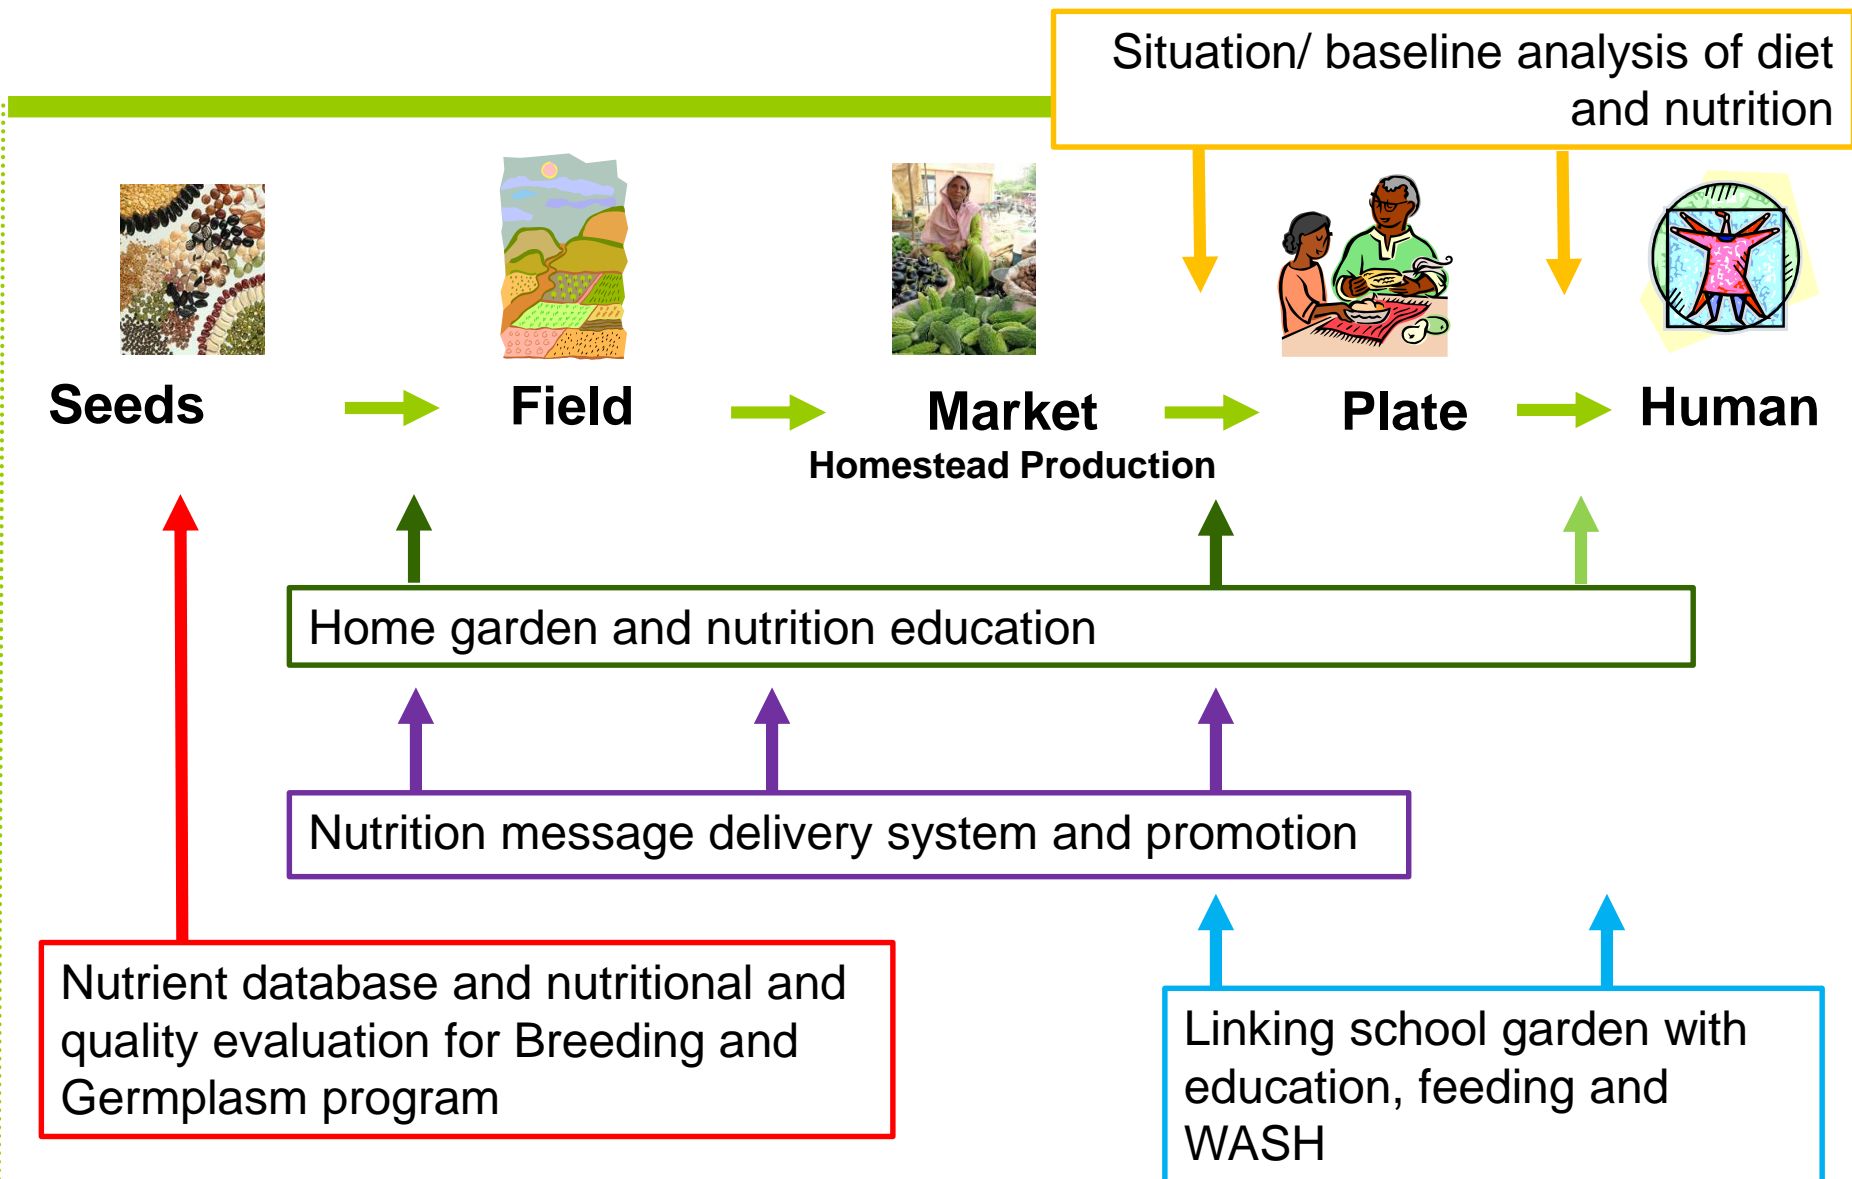 Situation/ baseline analysis of diet
and nutrition
Seeds
Field
Market
Plate
Human
Homestead Production
Home garden and nutrition education
Nutrition message delivery system and promotion
Nutrient database and nutritional and
quality evaluation for Breeding and
Germplasm program
Linking school garden with
education, feeding and
WASH